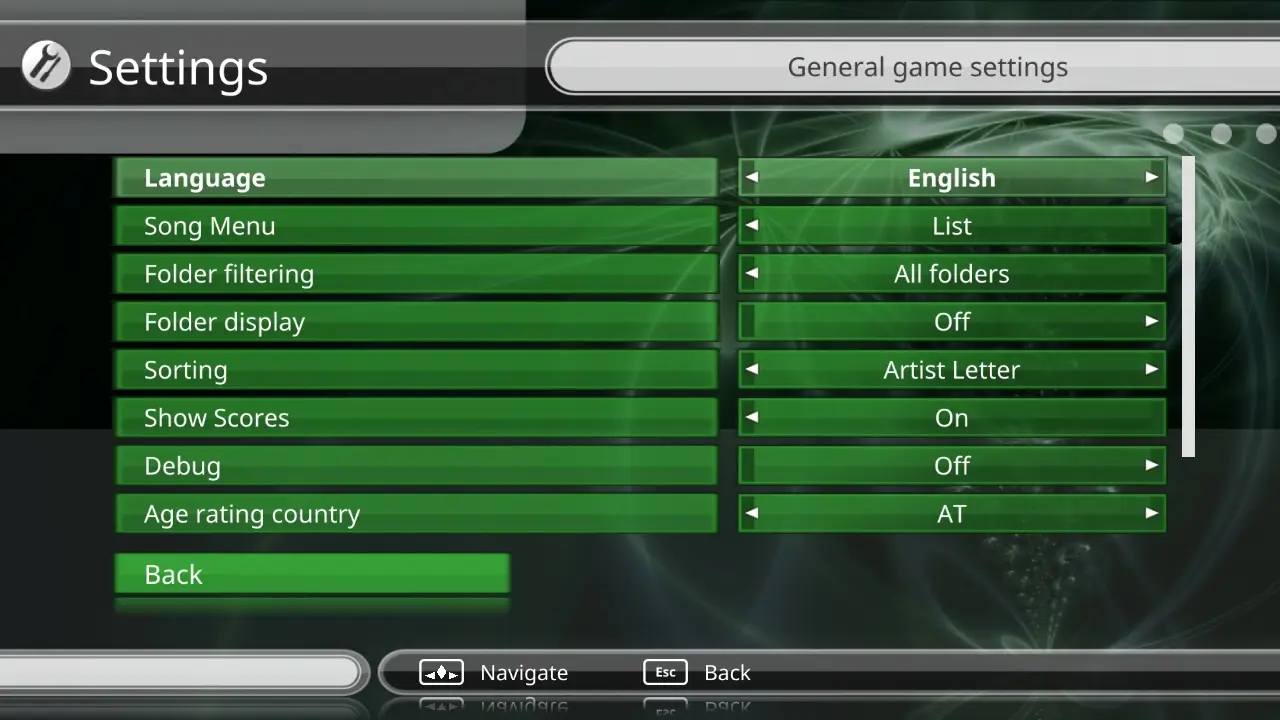 Settings
General game settings
Language English
Song Menu List
Folder filtering All folders
Folder display Off
Sorting Artist Letter
Show Scores On
Debug Off
Age rating country AT
Back
Navigate Esc Back